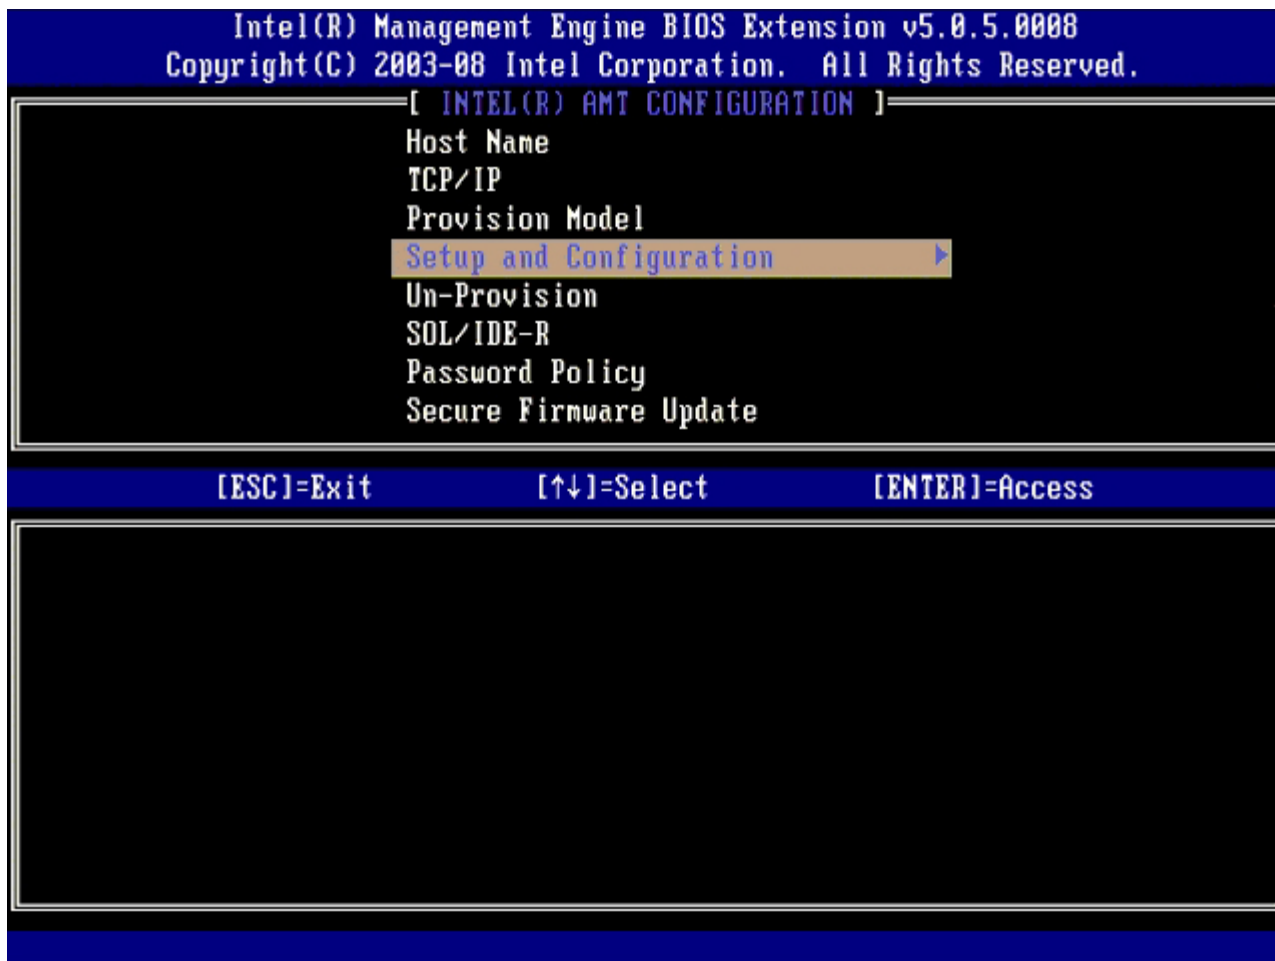 Intel(R) Management Engine BIOS Extension v5.0.5.0008
Copyright(C) 2003-08 Intel Corporation.  All Rights Reserved.
[ INTEL(R) AMT CONFIGURATION ]
Host Name
TCP/IP
Provision Model
Setup and Configuration ►
Un-Provision
SOL/IDE-R
Password Policy
Secure Firmware Update
[ESC]=Exit [↑↓]=Select [ENTER]=Access